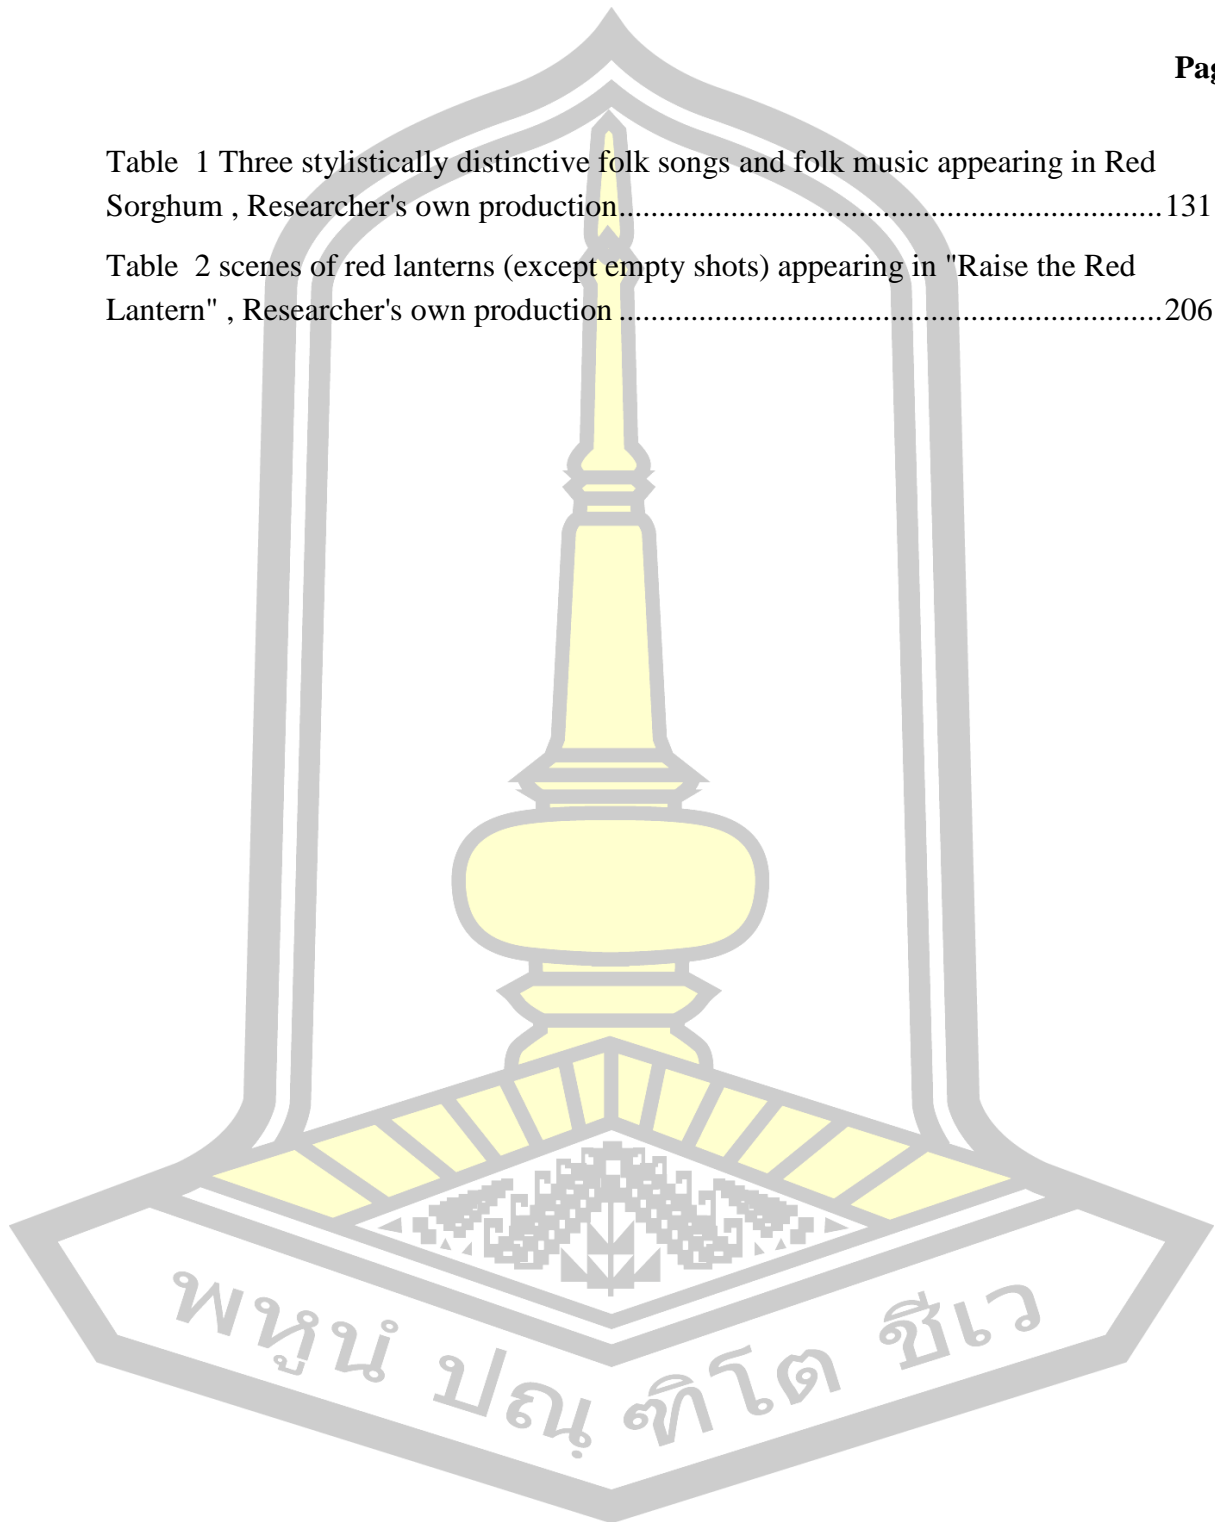 Pag
Table 1 Three stylistically distinctive folk songs and folk music appearing in Red
Sorghum , Researcher's own production.................................................................131
Table 2 scenes of red lanterns (except empty shots) appearing in "Raise the Red
Lantern" , Researcher's own production .................................................................206
พหูนํ ปณฺ ฑิโต ชีเว